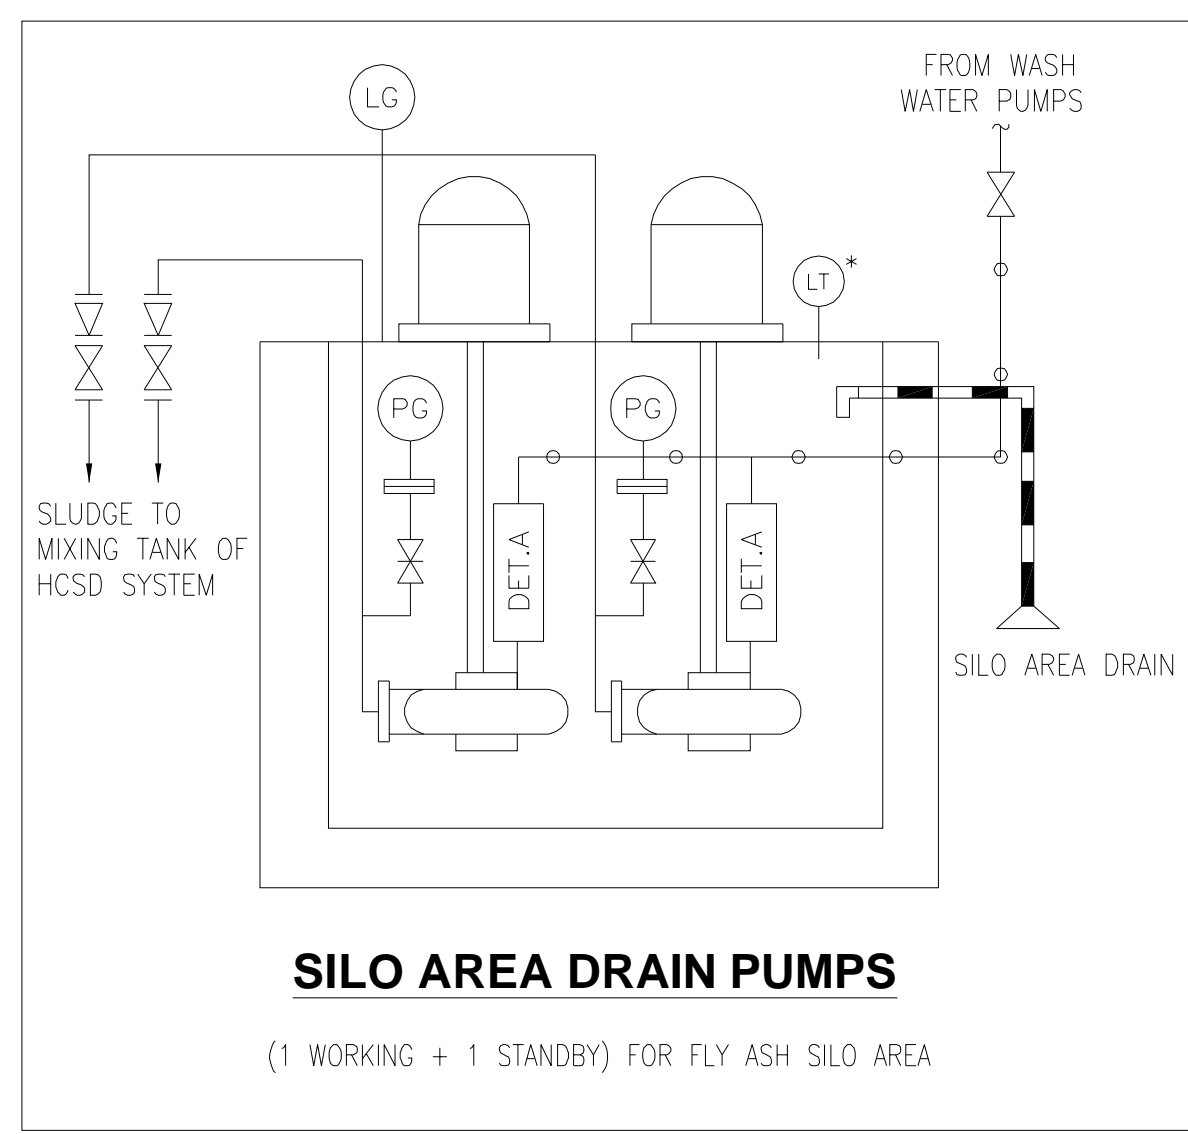 FROM WASH
WATER PUMPS
LG
LT *
PG
PG
SLUDGE TO
MIXING TANK OF
HCSD SYSTEM
DET.A
DET.A
SILO AREA DRAIN
SILO AREA DRAIN PUMPS
(1 WORKING + 1 STANDBY) FOR FLY ASH SILO AREA